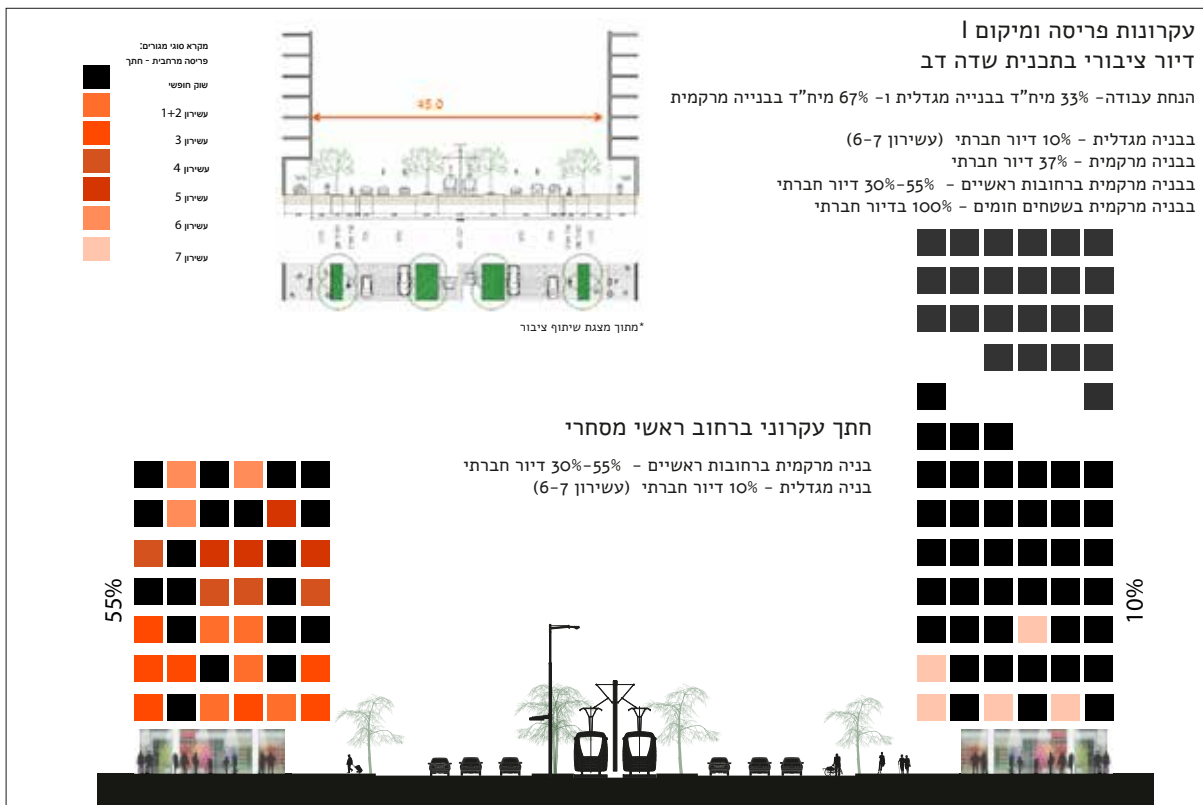 עקרונות פריסה ומיקום I
דיור ציבורי בתכנית שדה דב
הנחת עבודה- 33% מיח"ד בבנייה מגדלית ו- 67% מיח"ד בבנייה מרקמית
בבניה מגדלית - 10% דיור חברתי (עשירון 6-7)
בבניה מרקמית - 37% דיור חברתי
בבניה מרקמית ברחובות ראשיים - 30%-55% דיור חברתי
בבניה מרקמית בשטחים חומים - 100% בדיור חברתי
מקרא סוגי מגורים:
פריסה מרחבית - חתך
שוק חופשי
עשירון 1+2
עשירון 3
עשירון 4
עשירון 5
עשירון 6
עשירון 7
45.0
*מתוך מצגת שיתוף ציבור
חתך עקרוני ברחוב ראשי מסחרי
בניה מרקמית ברחובות ראשיים - 30%-55% דיור חברתי
בניה מגדלית - 10% דיור חברתי (עשירון 6-7)
55%
10%